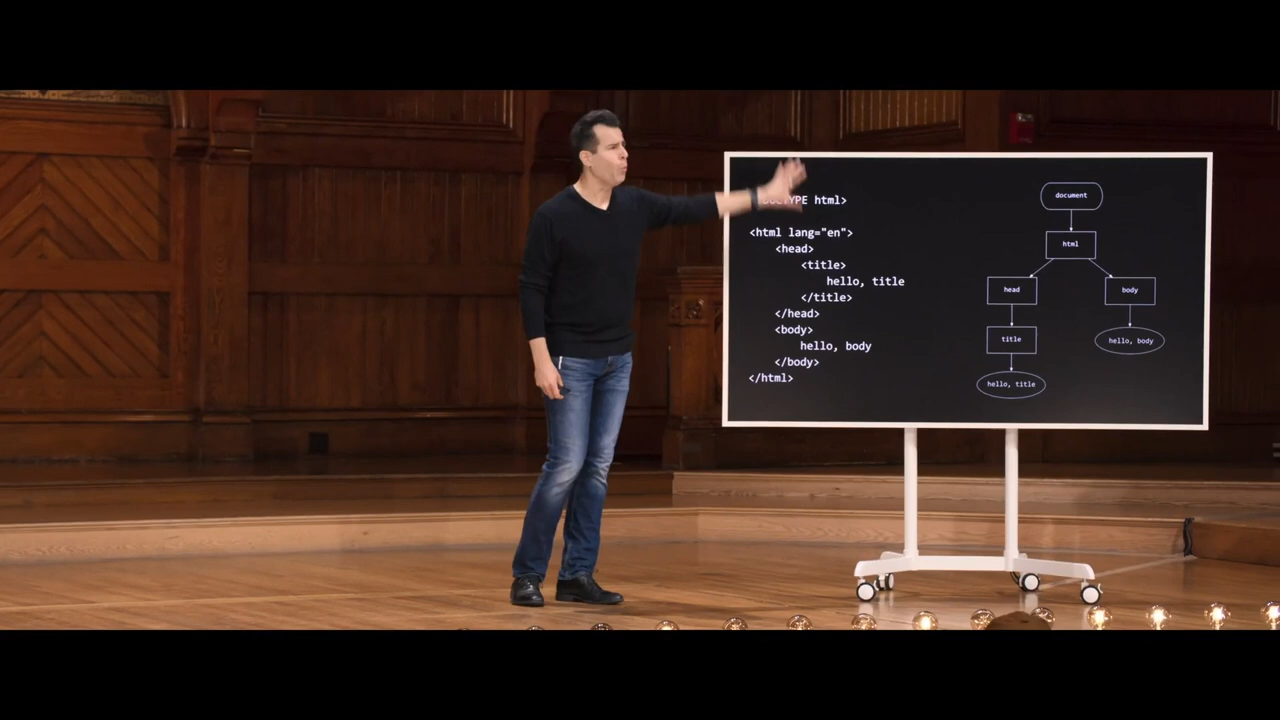 html>
<html lang="en">
<head>
<title>
hello, title
</title>
</head>
<body>
hello, body
</body>
</html>
document
html
head
body
title
hello, body
hello, title